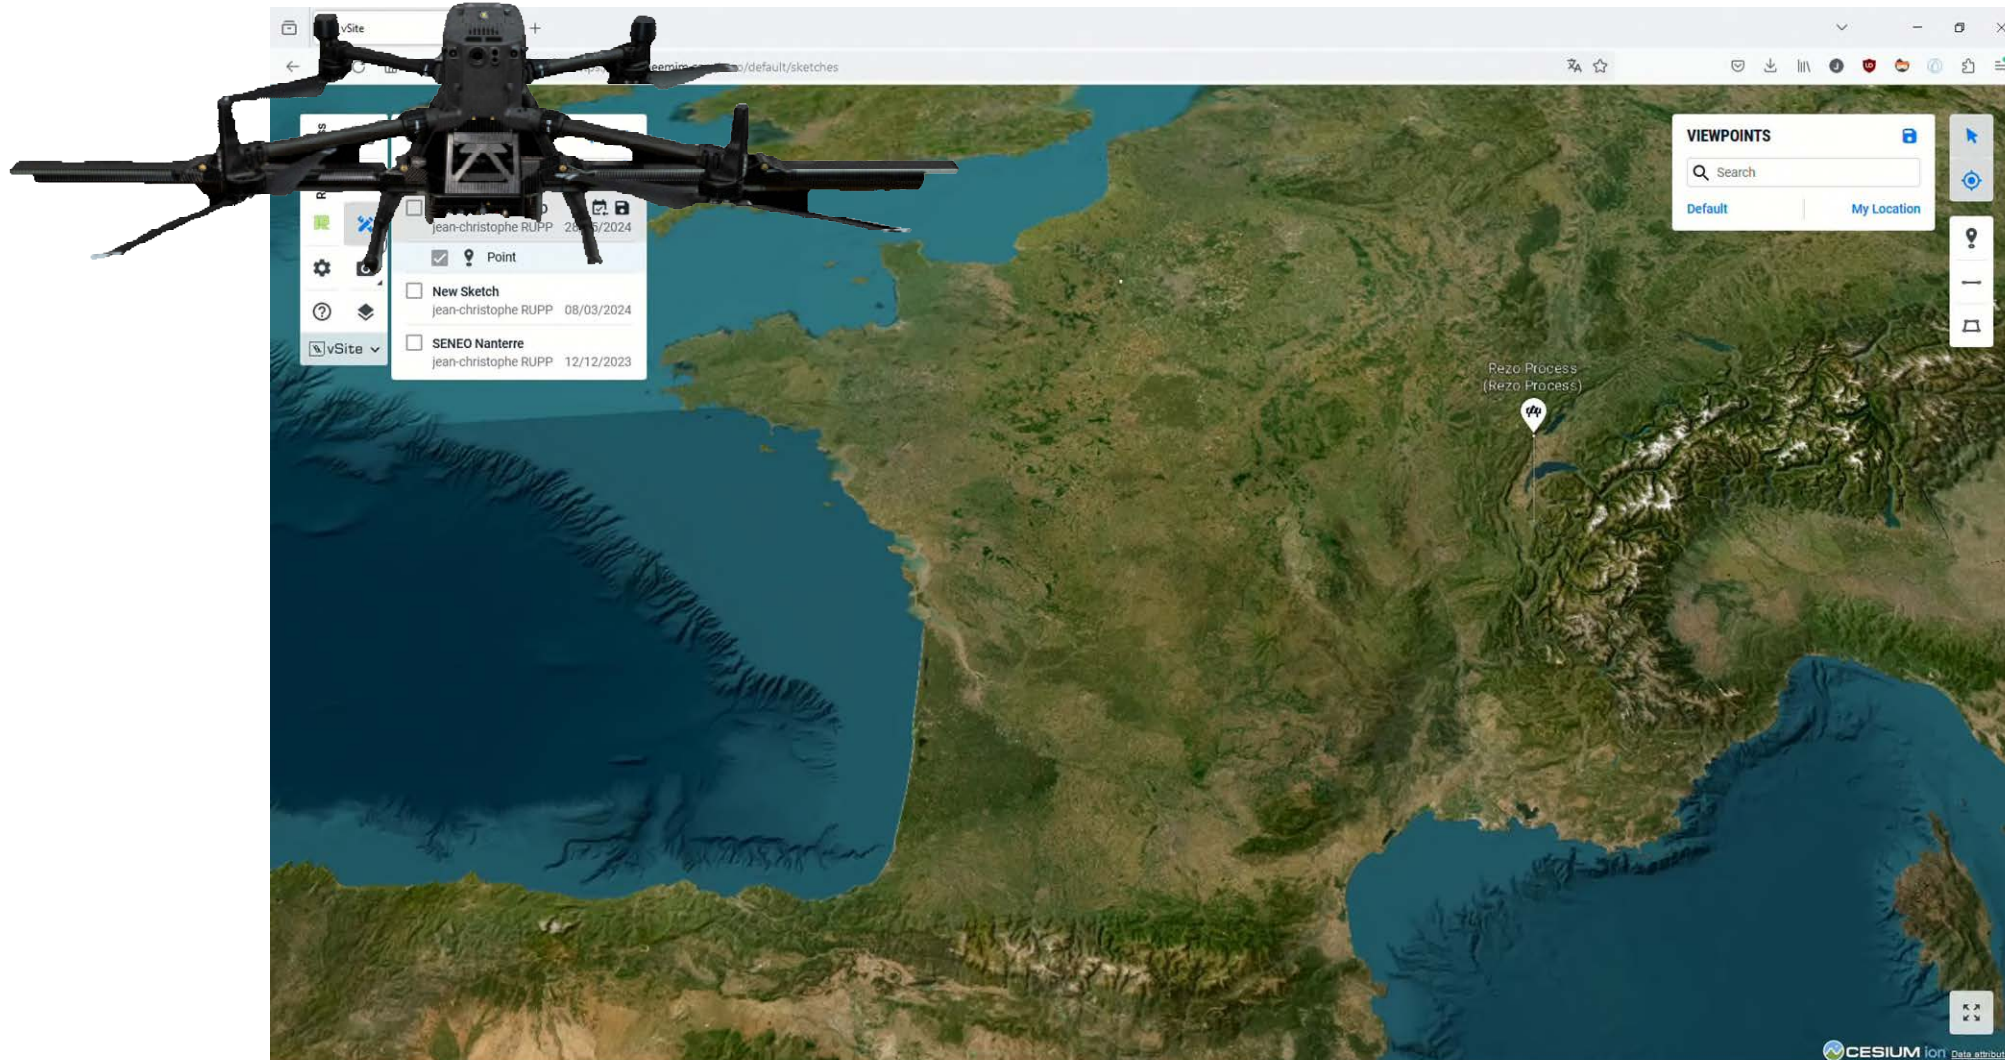 vSite
/default/sketches
jean-christophe RUPP
Point
New Sketch
jean-christophe RUPP 08/03/2024
SENEO Nanterre
jean-christophe RUPP 12/12/2023
vSite
VIEWPOINTS
Search
Default My Location
Rezo Process
(Rezo Process)
CESIUM ion